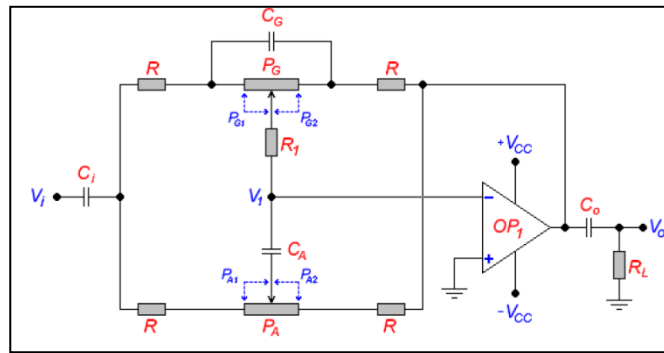 C_G
R P_G R
P_G1 P_G2
R_1
+V_CC
C_i
V_i V_1 − C_o V_o
OP_1
C_A +
R_L
P_A1 P_A2
−V_CC
R P_A R